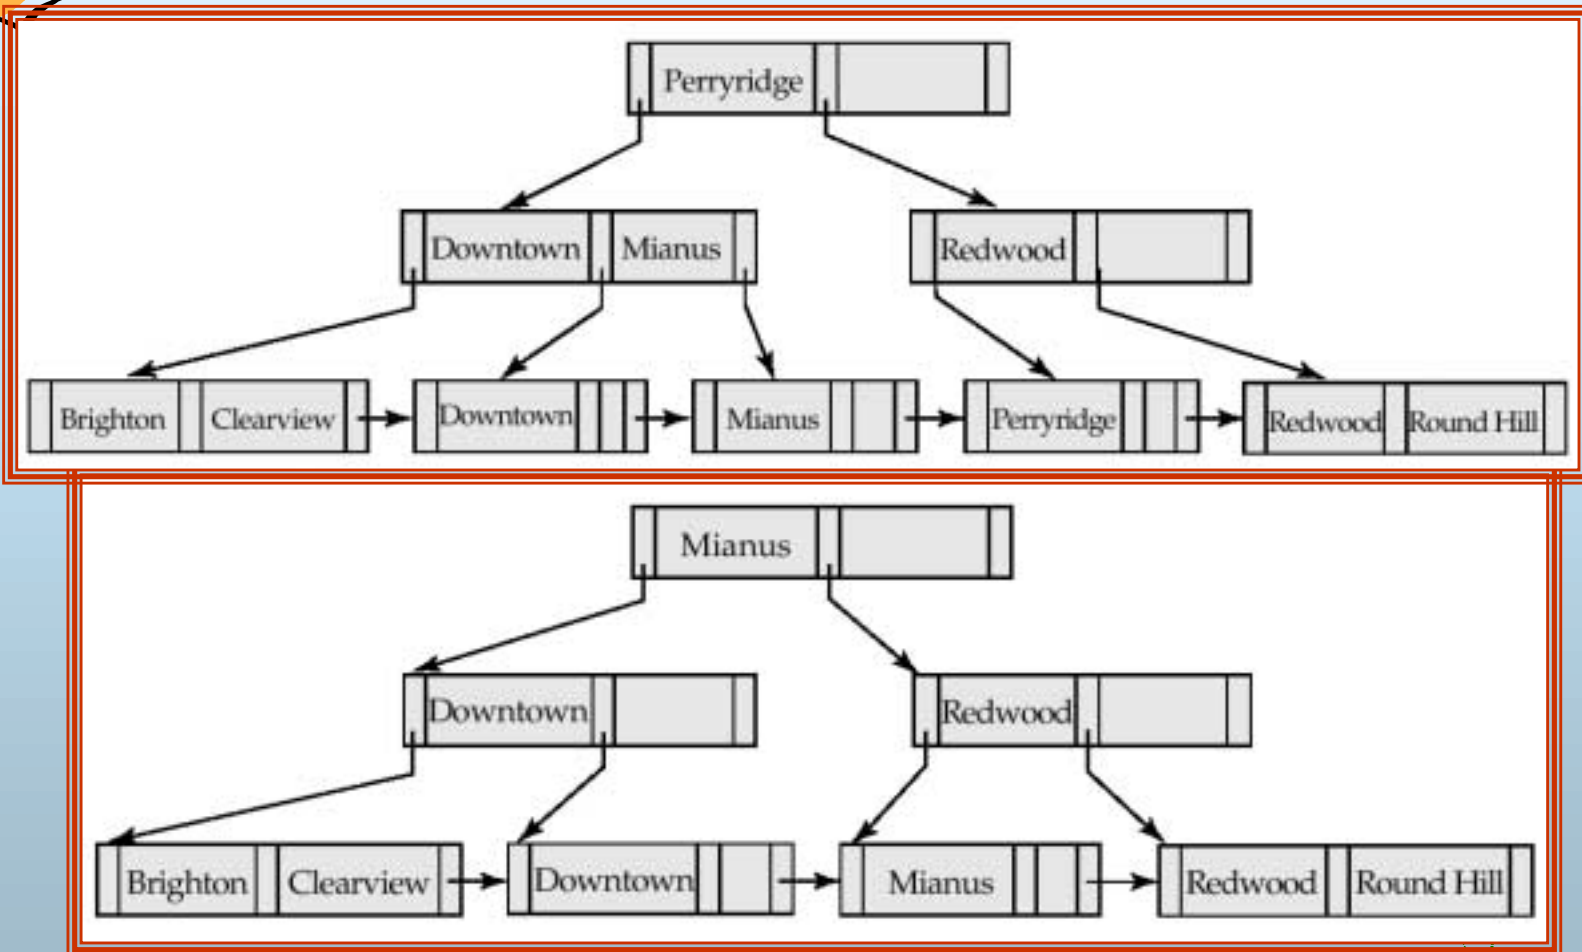 Perryridge
Downtown Mianus Redwood
Brighton Clearview Downtown Mianus Perryridge Redwood Round Hill
Mianus
Downtown Redwood
Brighton Clearview Downtown Mianus Redwood Round Hill